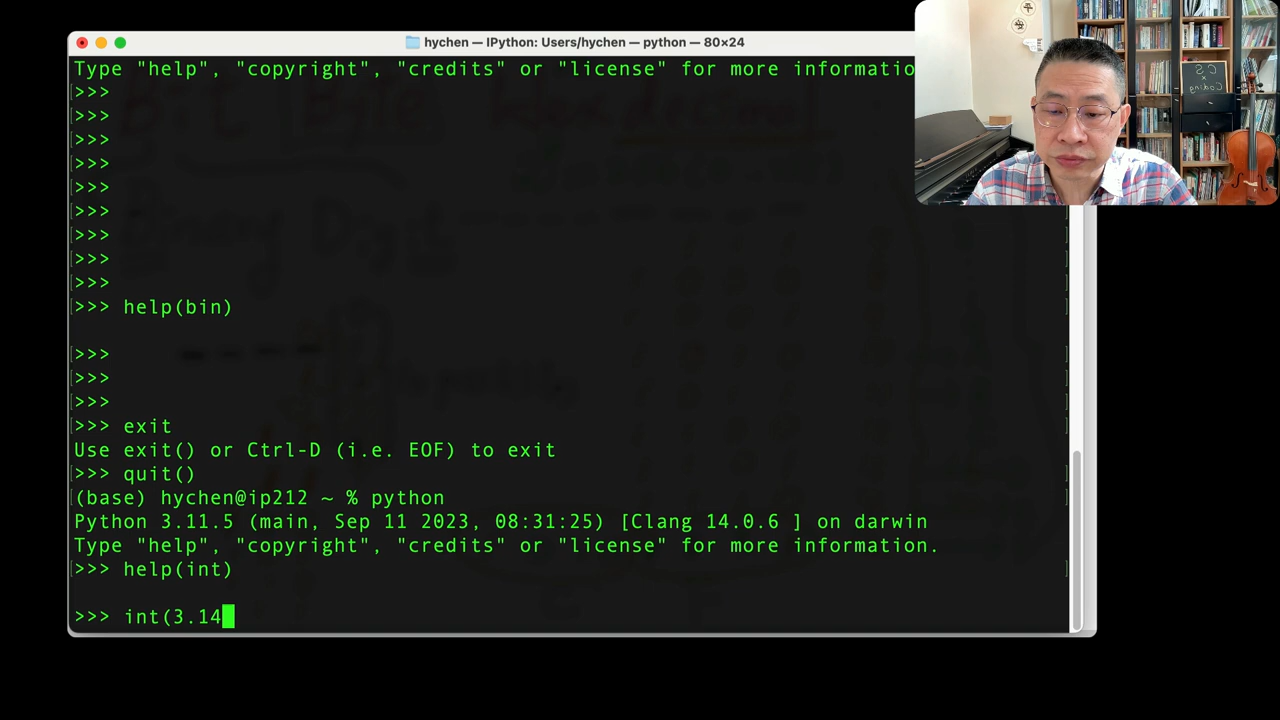 hychen — IPython: Users/hychen — python — 80×24
Type "help", "copyright", "credits" or "license" for more informatio
>>>
>>>
>>>
>>>
>>>
>>>
>>>
>>>
>>>
>>> help(bin)
>>>
>>>
>>>
>>> exit
Use exit() or Ctrl-D (i.e. EOF) to exit
>>> quit()
(base) hychen@ip212 ~ % python
Python 3.11.5 (main, Sep 11 2023, 08:31:25) [Clang 14.0.6 ] on darwin
Type "help", "copyright", "credits" or "license" for more information.
>>> help(int)
>>> int(3.14